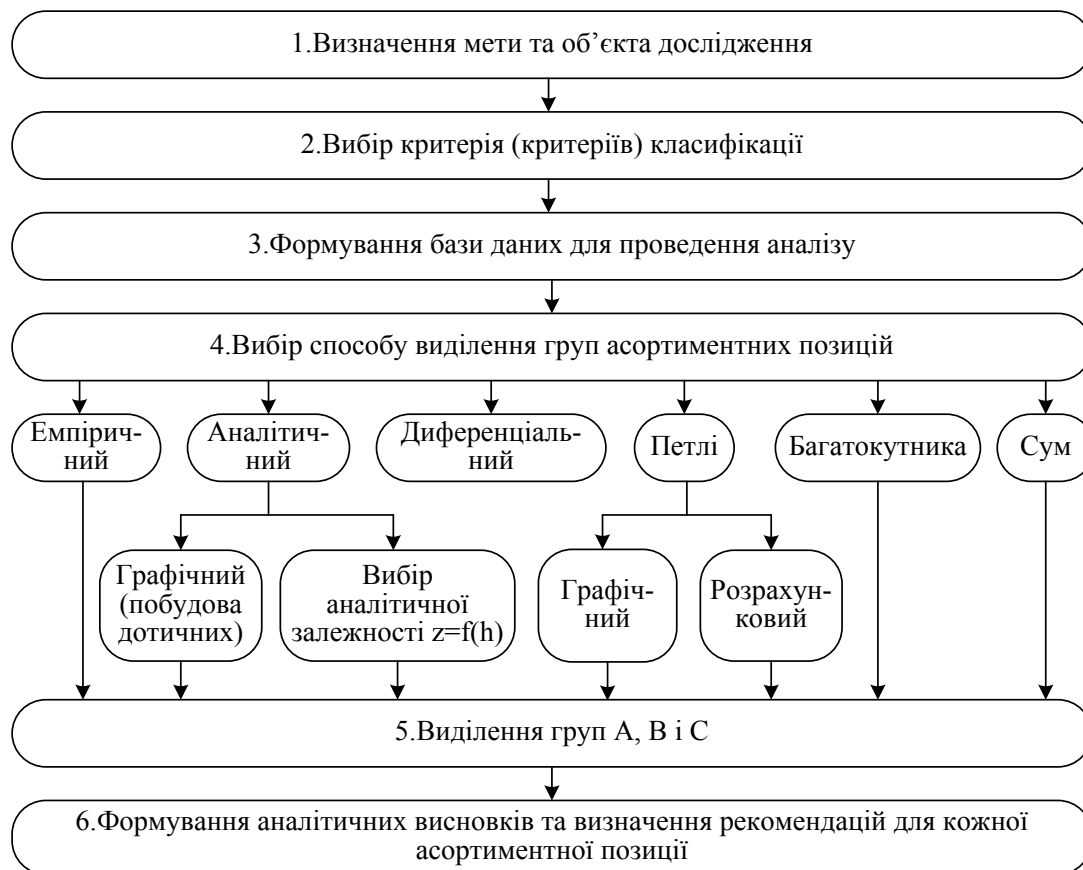 1.Визначення мети та об’єкта дослідження
2.Вибір критерія (критеріїв) класифікації
3.Формування бази даних для проведення аналізу
4.Вибір способу виділення груп асортиментних позицій
Емпірич-
ний
Аналітич-
ний
Диференціаль-
ний
Петлі
Багатокутника
Сум
Графічний
(побудова
дотичних)
Вибір
аналітичної
залежності z=f(h)
Графіч-
ний
Розрахун-
ковий
5.Виділення груп А, В і С
6.Формування аналітичних висновків та визначення рекомендацій для кожної
асортиментної позиції